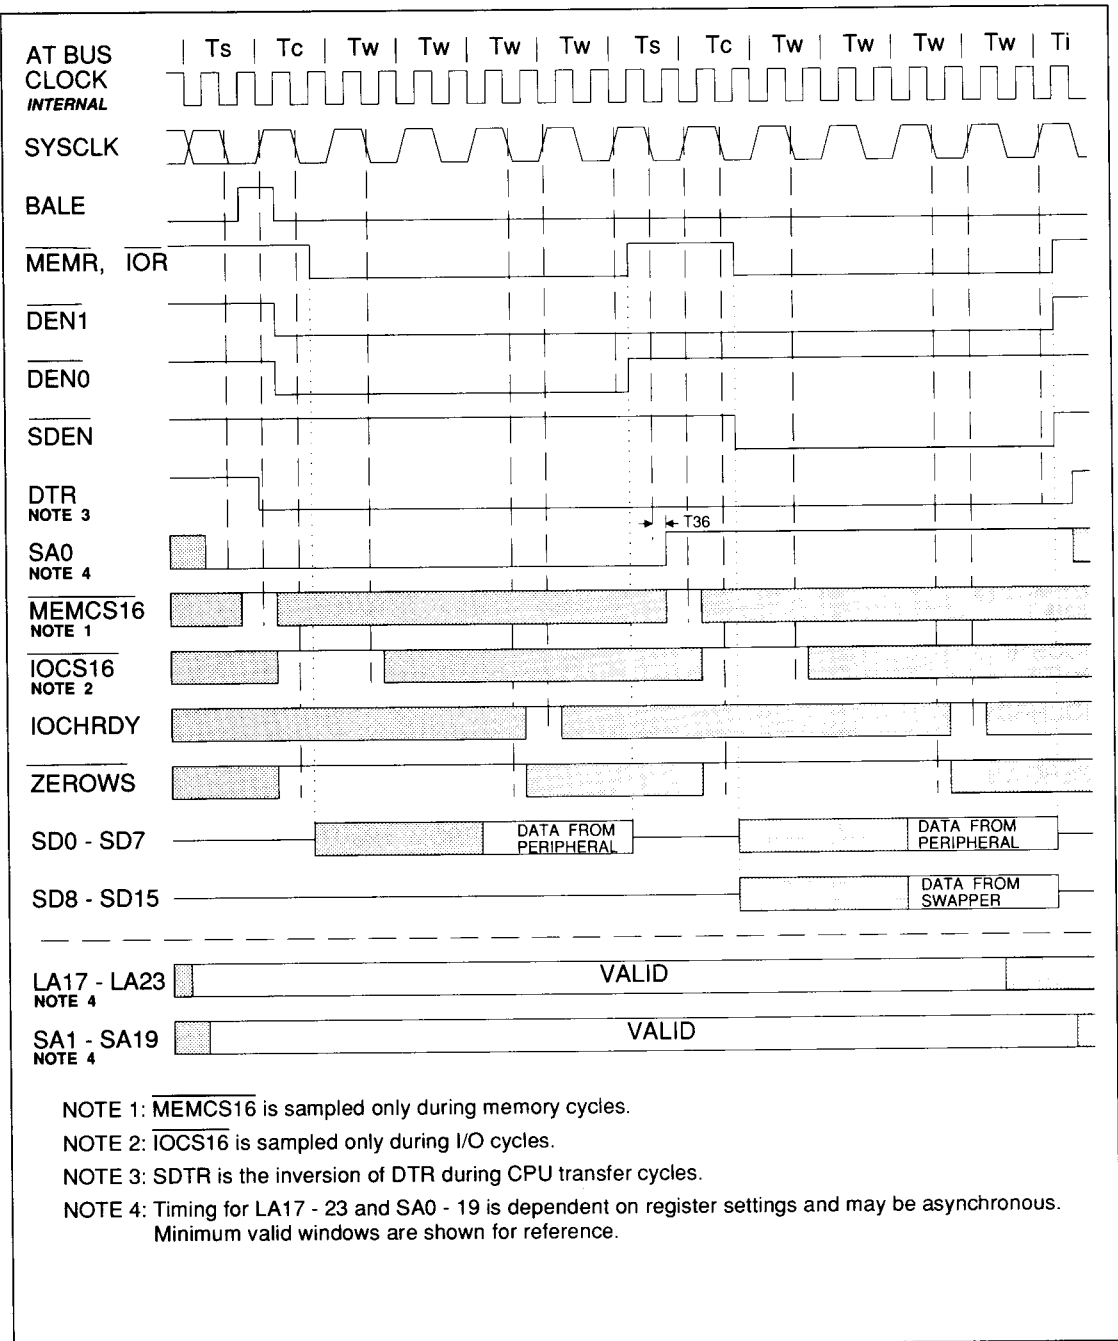 AT BUS
CLOCK
INTERNAL
Ts Tc Tw Tw Tw Tw Ts Tc Tw Tw Tw Tw Ti
SYSCLK
BALE
MEMR, IOR
DEN1
DEN0
SDEN
DTR
NOTE 3
T36
SA0
NOTE 4
MEMCS16
NOTE 1
IOCS16
NOTE 2
IOCHRDY
ZEROWS
SD0 - SD7
DATA FROM
PERIPHERAL
DATA FROM
PERIPHERAL
SD8 - SD15
DATA FROM
SWAPPER
LA17 - LA23
NOTE 4
VALID
SA1 - SA19
NOTE 4
VALID
NOTE 1: MEMCS16 is sampled only during memory cycles.
NOTE 2: IOCS16 is sampled only during I/O cycles.
NOTE 3: SDTR is the inversion of DTR during CPU transfer cycles.
NOTE 4: Timing for LA17 - 23 and SA0 - 19 is dependent on register settings and may be asynchronous.
Minimum valid windows are shown for reference.